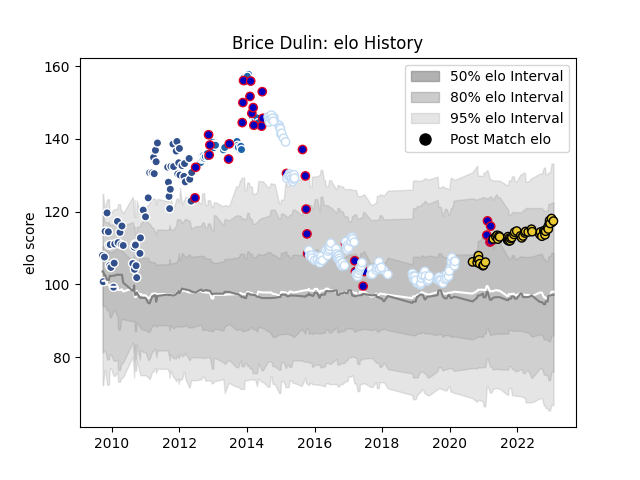 Brice Dulin: elo History
160
140
120
100
80
elo score
50% elo Interval
80% elo Interval
95% elo Interval
Post Match elo
2010 2012 2014 2016 2018 2020 2022